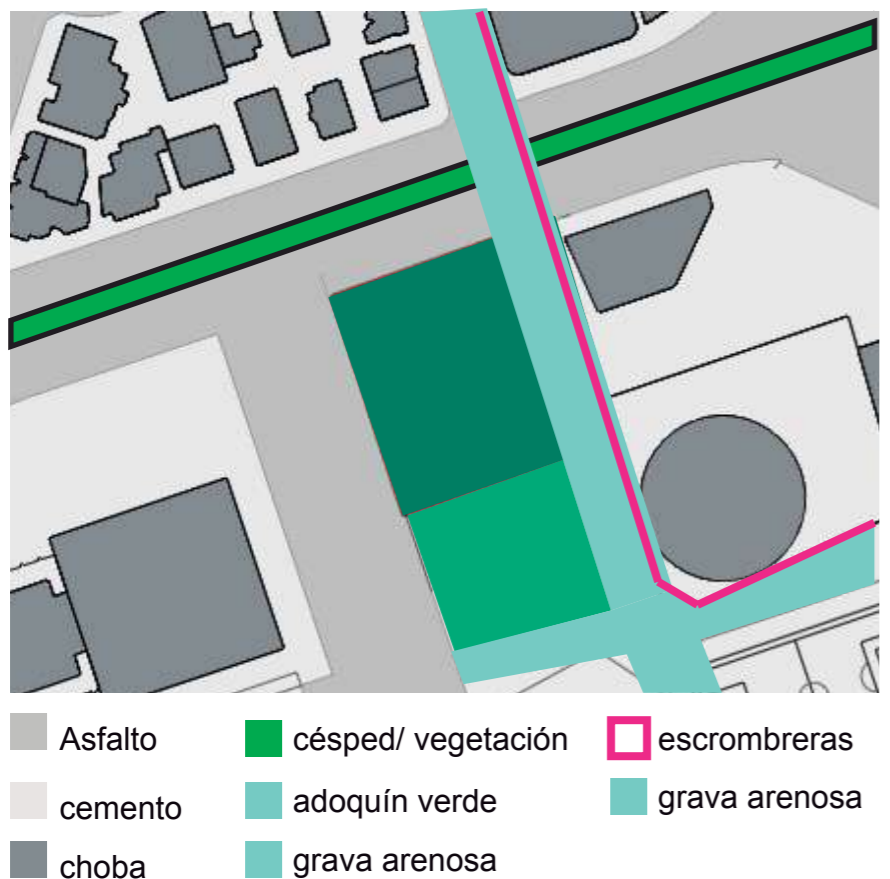 Asfalto
cemento
choba
césped/ vegetación
adoquín verde
grava arenosa
escrombreras
grava arenosa